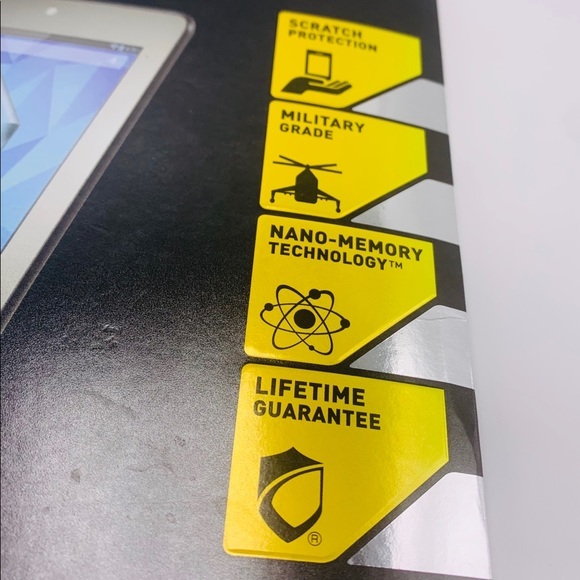 SCRATCH
PROTECTION
MILITARY
GRADE
NANO-MEMORY
TECHNOLOGY™
LIFETIME
GUARANTEE
®